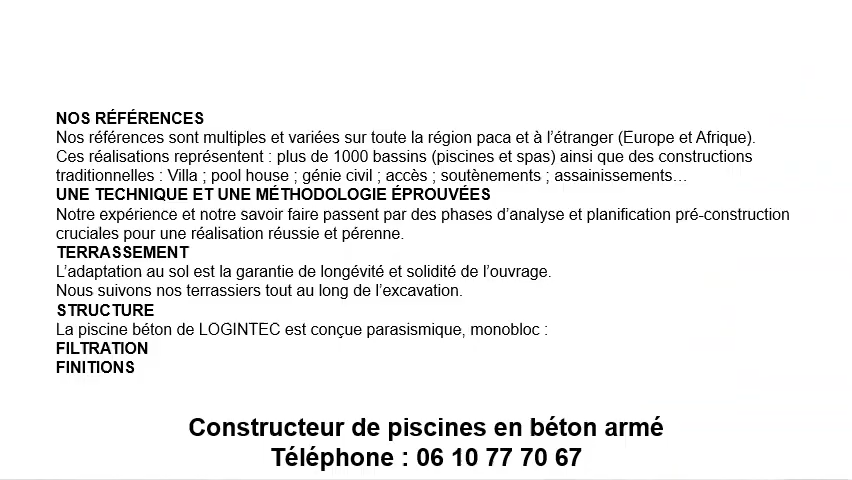 NOS RÉFÉRENCES
Nos références sont multiples et variées sur toute la région paca et à l’étranger (Europe et Afrique).
Ces réalisations représentent : plus de 1000 bassins (piscines et spas) ainsi que des constructions
traditionnelles : Villa ; pool house ; génie civil ; accès ; soutènements ; assainissements…
UNE TECHNIQUE ET UNE MÉTHODOLOGIE ÉPROUVÉES
Notre expérience et notre savoir faire passent par des phases d’analyse et planification pré-construction
cruciales pour une réalisation réussie et pérenne.
TERRASSEMENT
L’adaptation au sol est la garantie de longévité et solidité de l’ouvrage.
Nous suivons nos terrassiers tout au long de l’excavation.
STRUCTURE
La piscine béton de LOGINTEC est conçue parasismique, monobloc :
FILTRATION
FINITIONS
Constructeur de piscines en béton armé
Téléphone : 06 10 77 70 67